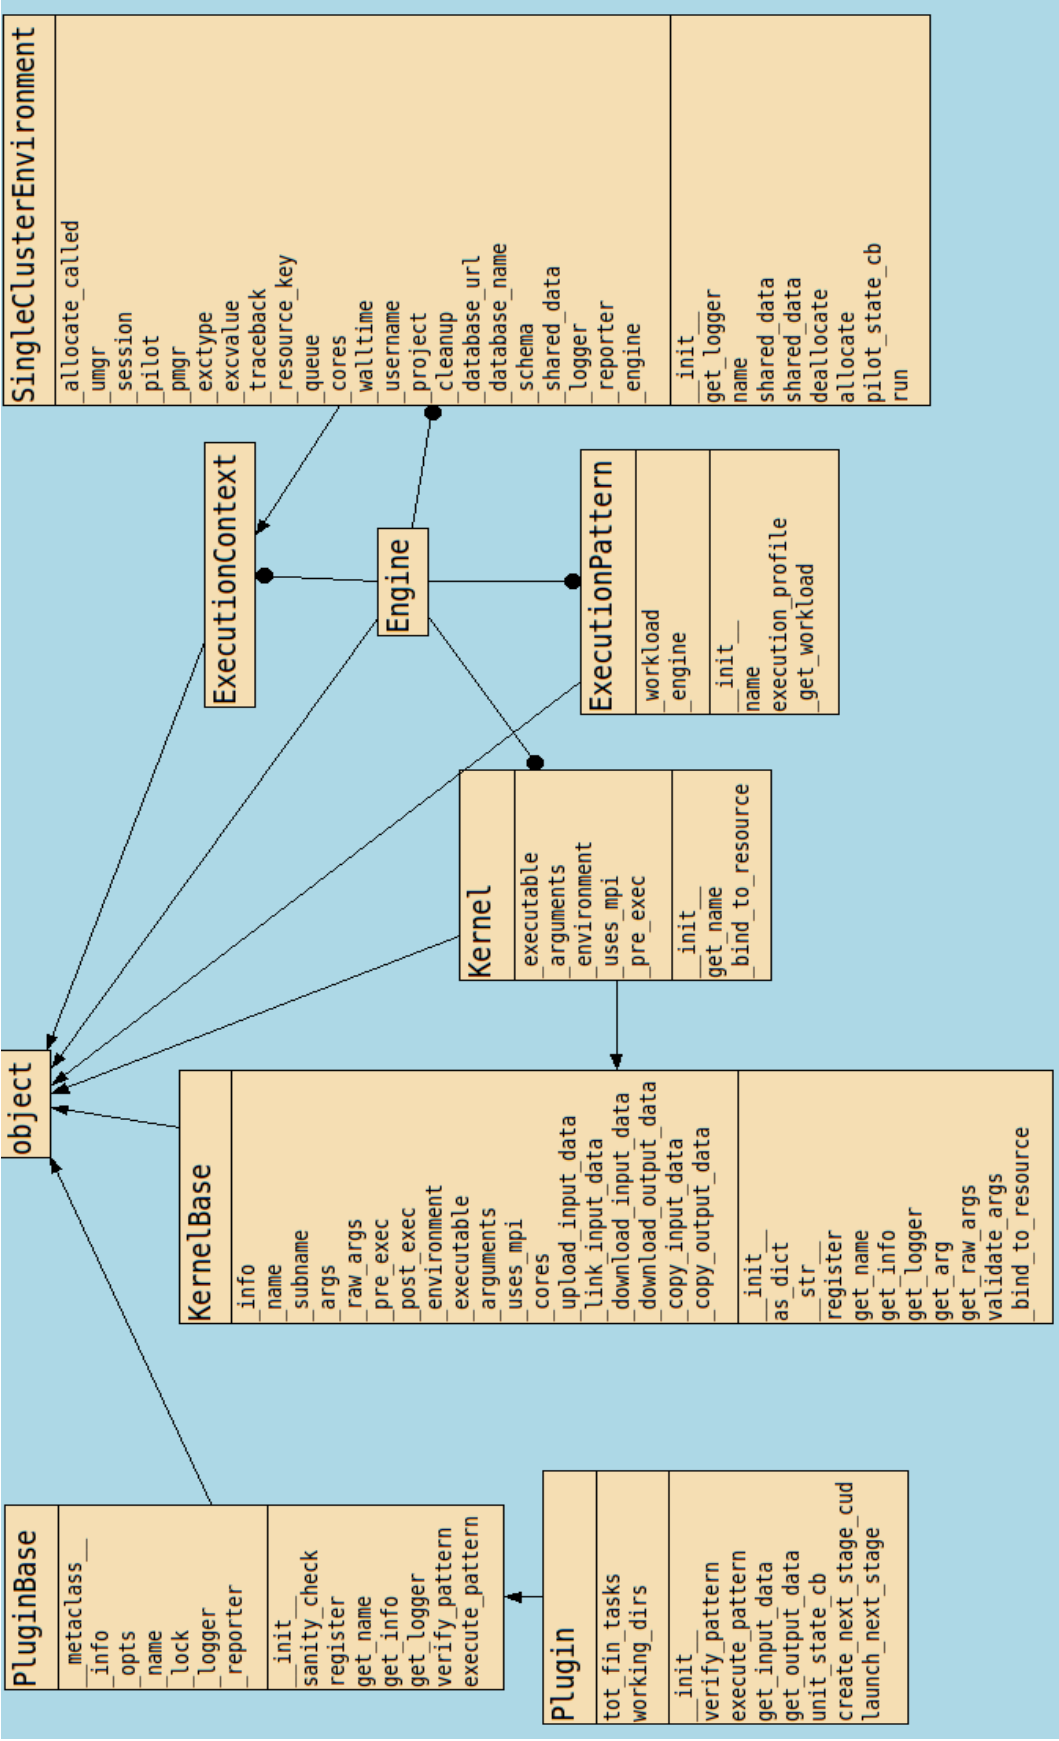 object
PluginBase
__metaclass__
_info
_opts
_name
_lock
_logger
_reporter
__init__
sanity_check
register
get_name
get_info
get_logger
verify_pattern
execute_pattern
Plugin
tot_fin_tasks
working_dirs
__init__
verify_pattern
execute_pattern
get_input_data
get_output_data
unit_state_cb
create_next_stage_cud
launch_next_stage
KernelBase
_info
_name
_subname
_args
_raw_args
_pre_exec
_post_exec
_environment
_executable
_arguments
_uses_mpi
_cores
_upload_input_data
_link_input_data
_download_input_data
_download_output_data
_copy_input_data
_copy_output_data
__init__
as_dict
__str__
register
get_name
get_info
get_logger
get_arg
get_raw_args
validate_args
_bind_to_resource
Kernel
_executable
_arguments
_environment
_uses_mpi
_pre_exec
__init__
get_name
_bind_to_resource
ExecutionContext
Engine
ExecutionPattern
_workload
_engine
__init__
name
execution_profile
_get_workload
SingleClusterEnvironment
_allocate_called
_umgr
_session
_pilot
_pmgr
_exctype
_excvalue
_traceback
_resource_key
_queue
_cores
_walltime
_username
_project
_cleanup
_database_url
_database_name
_schema
_shared_data
_logger
_reporter
_engine
__init__
get_logger
name
shared_data
shared_data
deallocate
allocate
pilot_state_cb
run